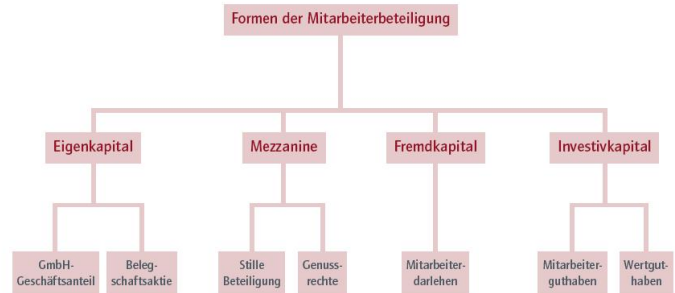 Formen der Mitarbeiterbeteiligung
Eigenkapital
Mezzanine
Fremdkapital
Investivkapital
GmbH-
Geschäftsanteil
Beleg-
schaftsaktie
Stille
Beteiligung
Genuss-
rechte
Mitarbeiter-
darlehen
Mitarbeiter-
guthaben
Wertgut-
haben